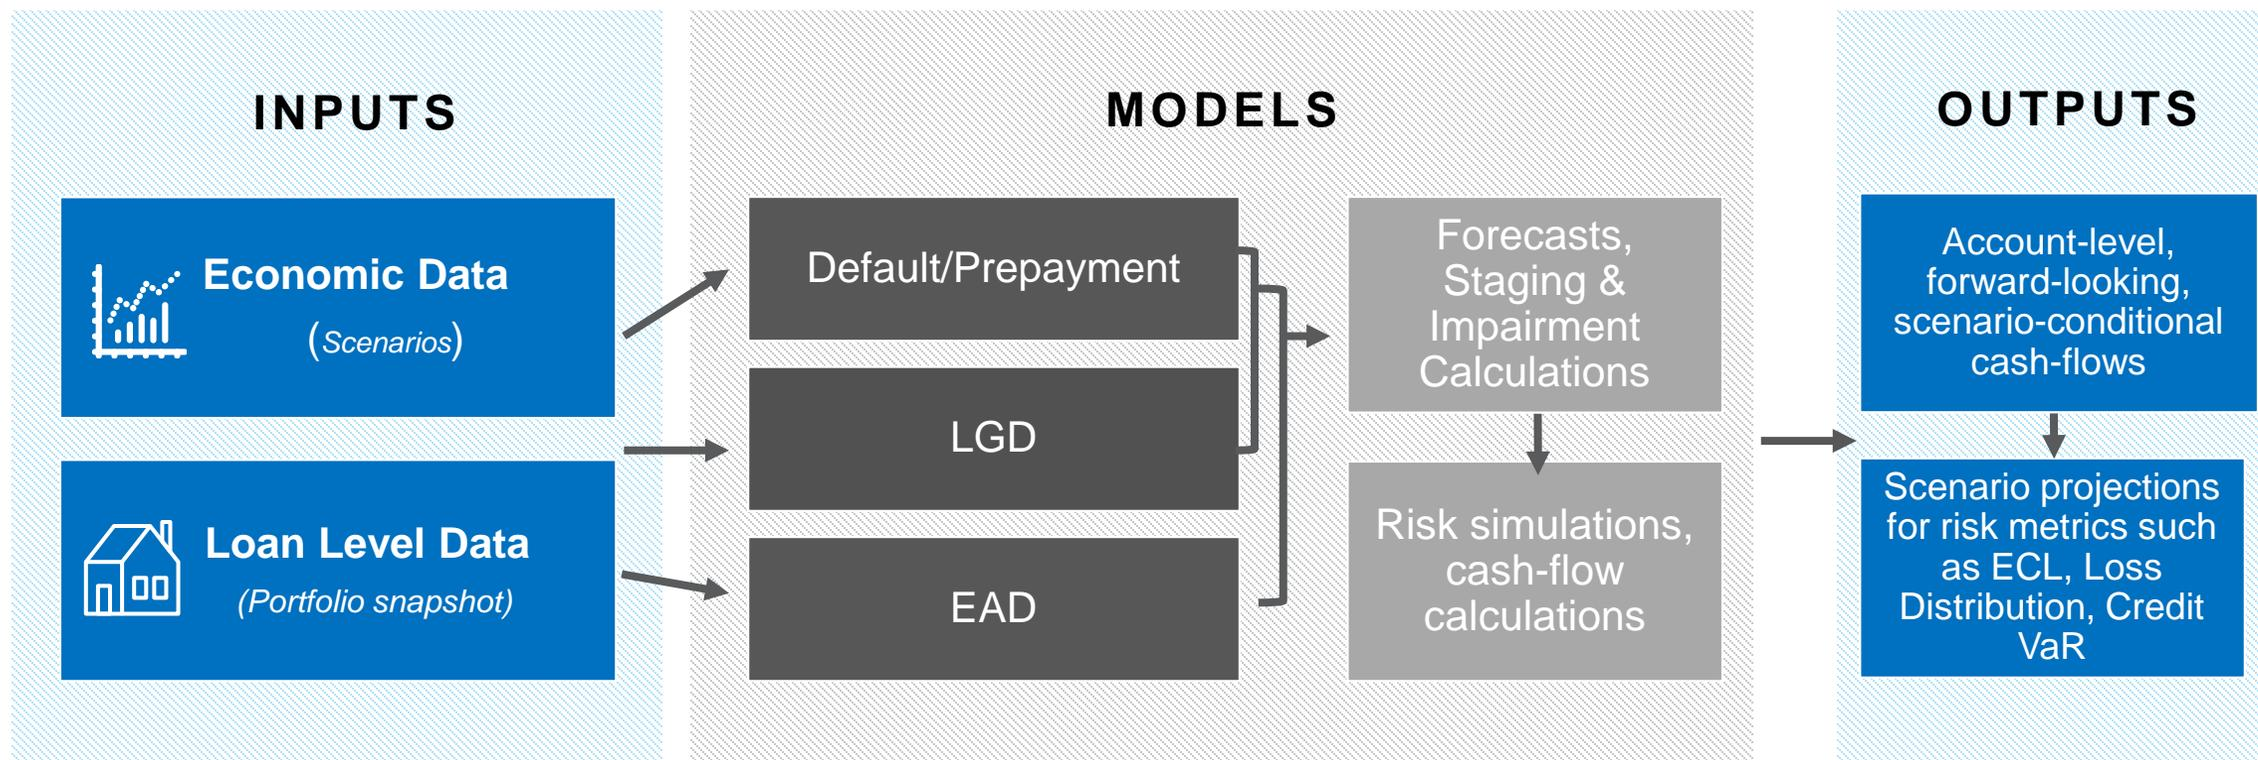 INPUTS
MODELS
OUTPUTS
Economic Data
(Scenarios)
Loan Level Data
(Portfolio snapshot)
Default/Prepayment
LGD
EAD
Forecasts,
Staging &
Impairment
Calculations
Risk simulations,
cash-flow
calculations
Account-level,
forward-looking,
scenario-conditional
cash-flows
Scenario projections
for risk metrics such
as ECL, Loss
Distribution, Credit
VaR